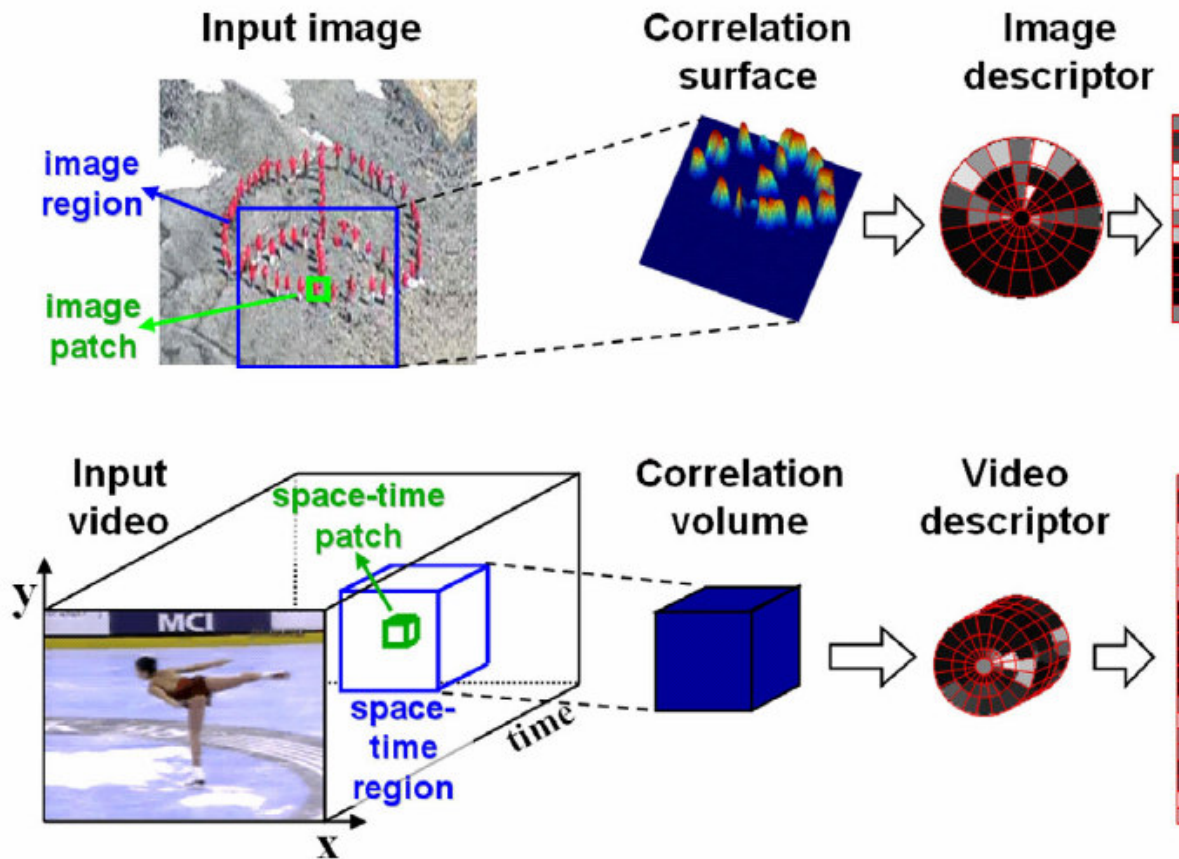 Input image
Correlation
surface
Image
descriptor
image
region
image
patch
Input
video
space-time
patch
Correlation
volume
Video
descriptor
y
MCI
space-
time
region
time
x